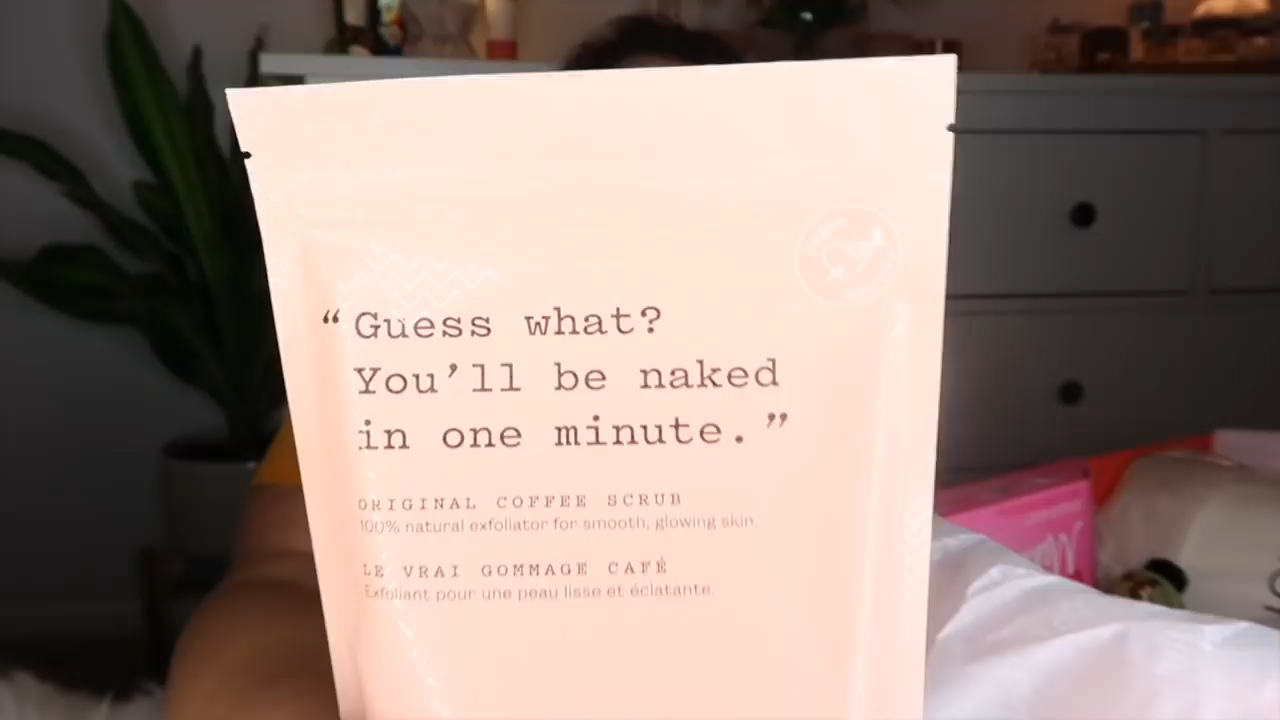 “Guess what?
You’ll be naked
in one minute.”
ORIGINAL COFFEE SCRUB
100% natural exfoliator for smooth, glowing skin.
LE VRAI GOMMAGE CAFÉ
Exfoliant pour une peau lisse et éclatante.